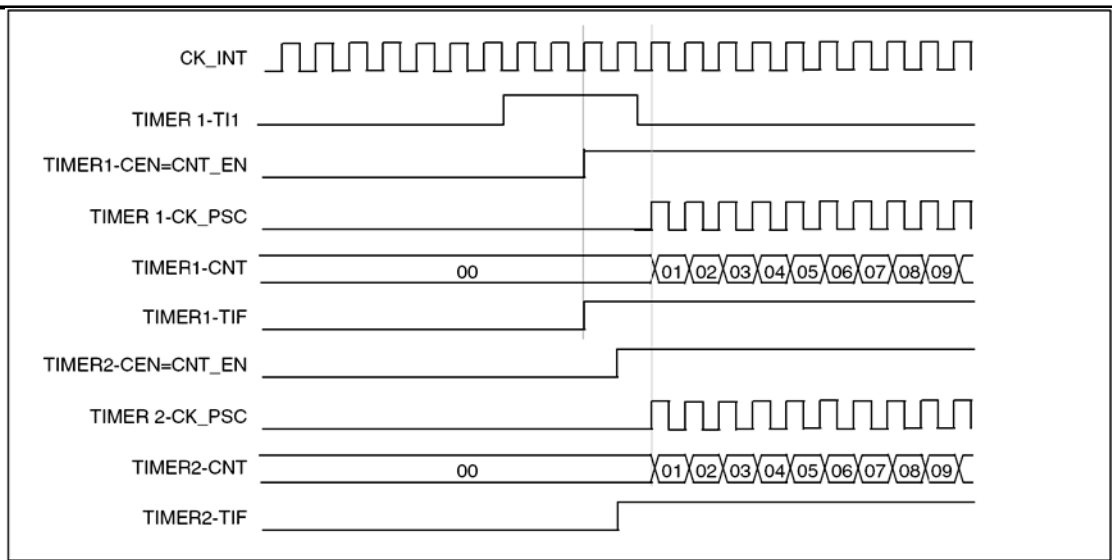 CK_INT
TIMER 1-TI1
TIMER1-CEN=CNT_EN
TIMER 1-CK_PSC
TIMER1-CNT 00 01 02 03 04 05 06 07 08 09
TIMER1-TIF
TIMER2-CEN=CNT_EN
TIMER 2-CK_PSC
TIMER2-CNT 00 01 02 03 04 05 06 07 08 09
TIMER2-TIF